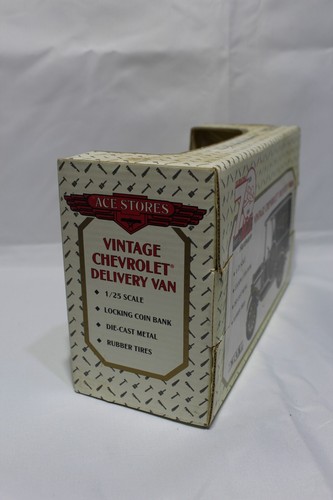 ACE STORES
VINTAGE
CHEVROLET®
DELIVERY VAN
♦ 1/25 SCALE
♦ LOCKING COIN BANK
♦ DIE-CAST METAL
♦ RUBBER TIRES